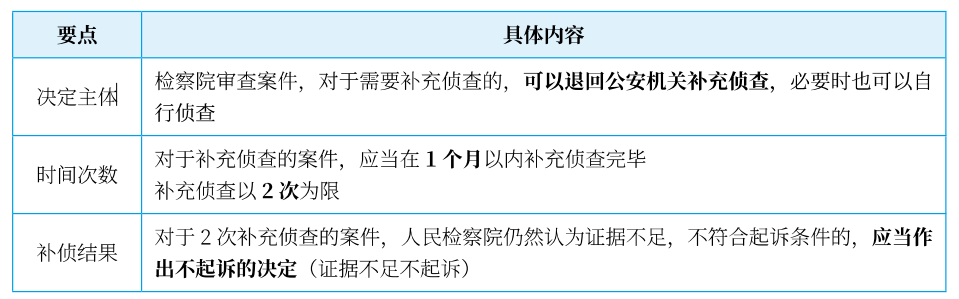 要点
具体内容
决定主体
检察院审查案件，对于需要补充侦查的，可以退回公安机关补充侦查，必要时也可以自
行侦查
时间次数
对于补充侦查的案件，应当在 1 个月以内补充侦查完毕
补充侦查以 2 次为限
补侦结果
对于 2 次补充侦查的案件，人民检察院仍然认为证据不足，不符合起诉条件的，应当作
出不起诉的决定（证据不足不起诉）